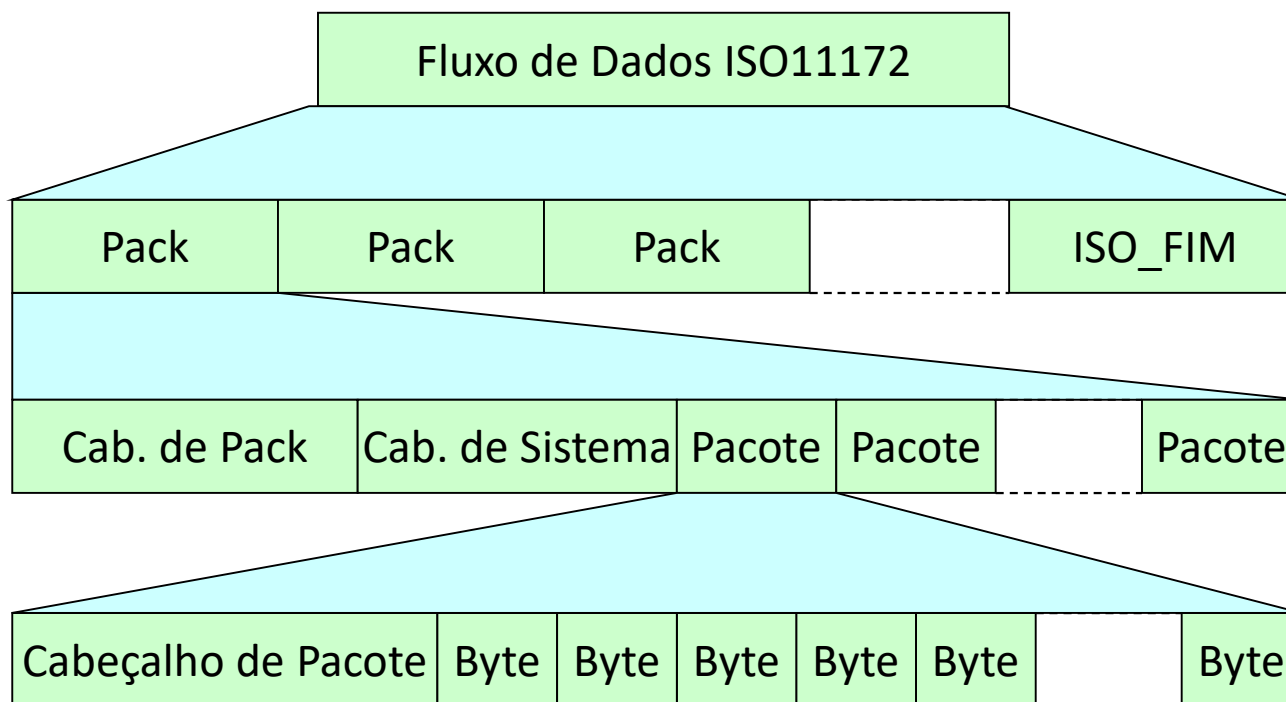 Fluxo de Dados ISO11172
Pack Pack Pack ISO_FIM
Cab. de Pack Cab. de Sistema Pacote Pacote Pacote
Cabeçalho de Pacote Byte Byte Byte Byte Byte Byte